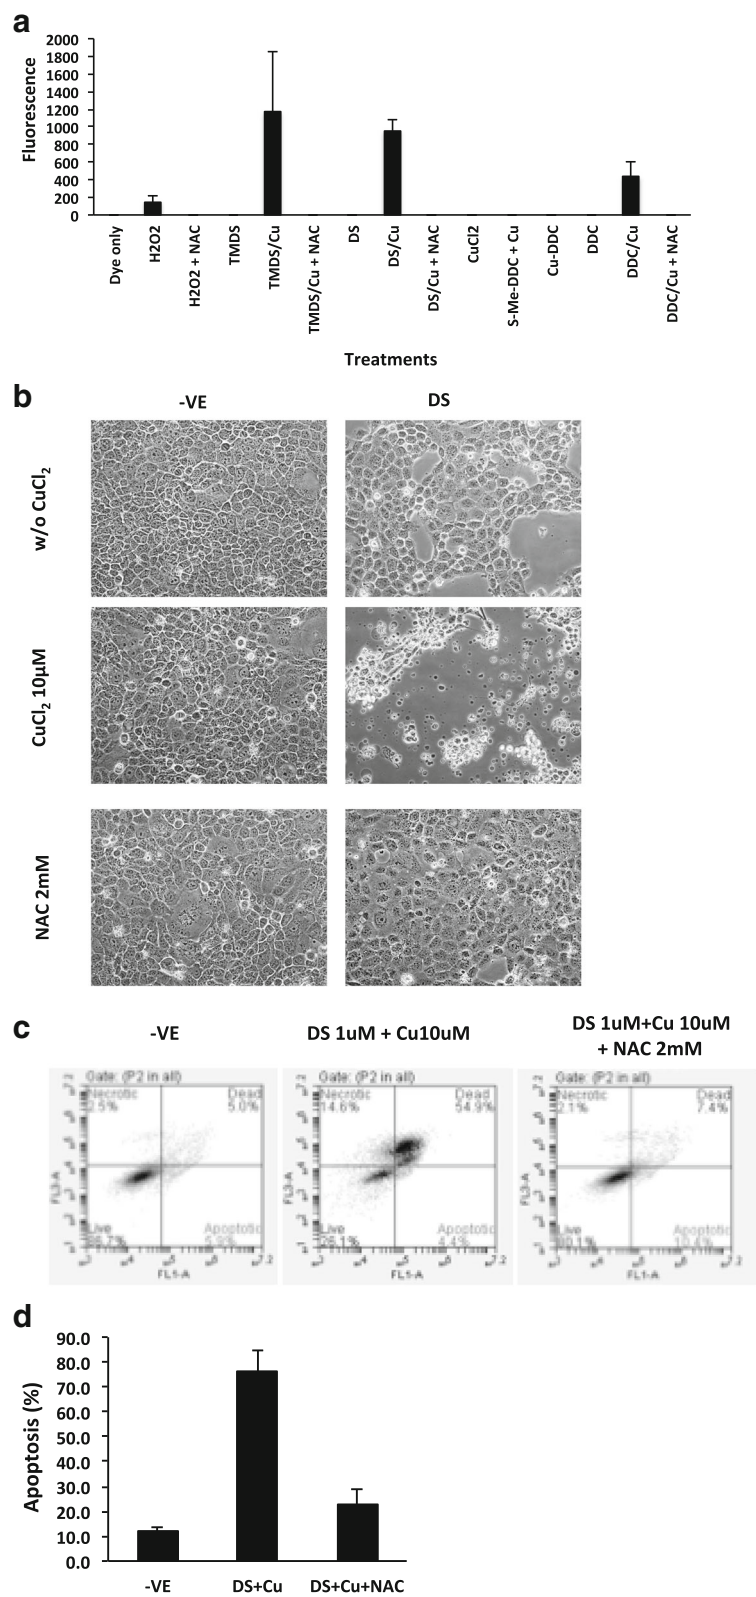 a
2000
1800
1600
1400
1200
1000
800
600
400
200
0
Fluorescence
Dye only
H2O2
H2O2 + NAC
TMDS
TMDS/Cu
TMDS/Cu + NAC
DS
DS/Cu
DS/Cu + NAC
CuCl2
S-Me-DDC + Cu
Cu-DDC
DDC
DDC/Cu
DDC/Cu + NAC
Treatments
b
-VE
DS
w/o CuCl₂
CuCl₂ 10µM
NAC 2mM
c
-VE
DS 1uM + Cu10uM
DS 1uM+Cu 10uM
+ NAC 2mM
Gate: (P2 in all)
Necrotic
2.5%
Dead
5.0%
Live
86.7%
Apoptotic
5.9%
FL3-A
FL1-A
Gate: (P2 in all)
Necrotic
14.6%
Dead
54.9%
Live
26.1%
Apoptotic
4.4%
FL3-A
FL1-A
Gate: (P2 in all)
Necrotic
2.1%
Dead
7.4%
Live
80.1%
Apoptotic
10.4%
FL3-A
FL1-A
d
90.0
80.0
70.0
60.0
50.0
40.0
30.0
20.0
10.0
0.0
Apoptosis (%)
-VE
DS+Cu
DS+Cu+NAC